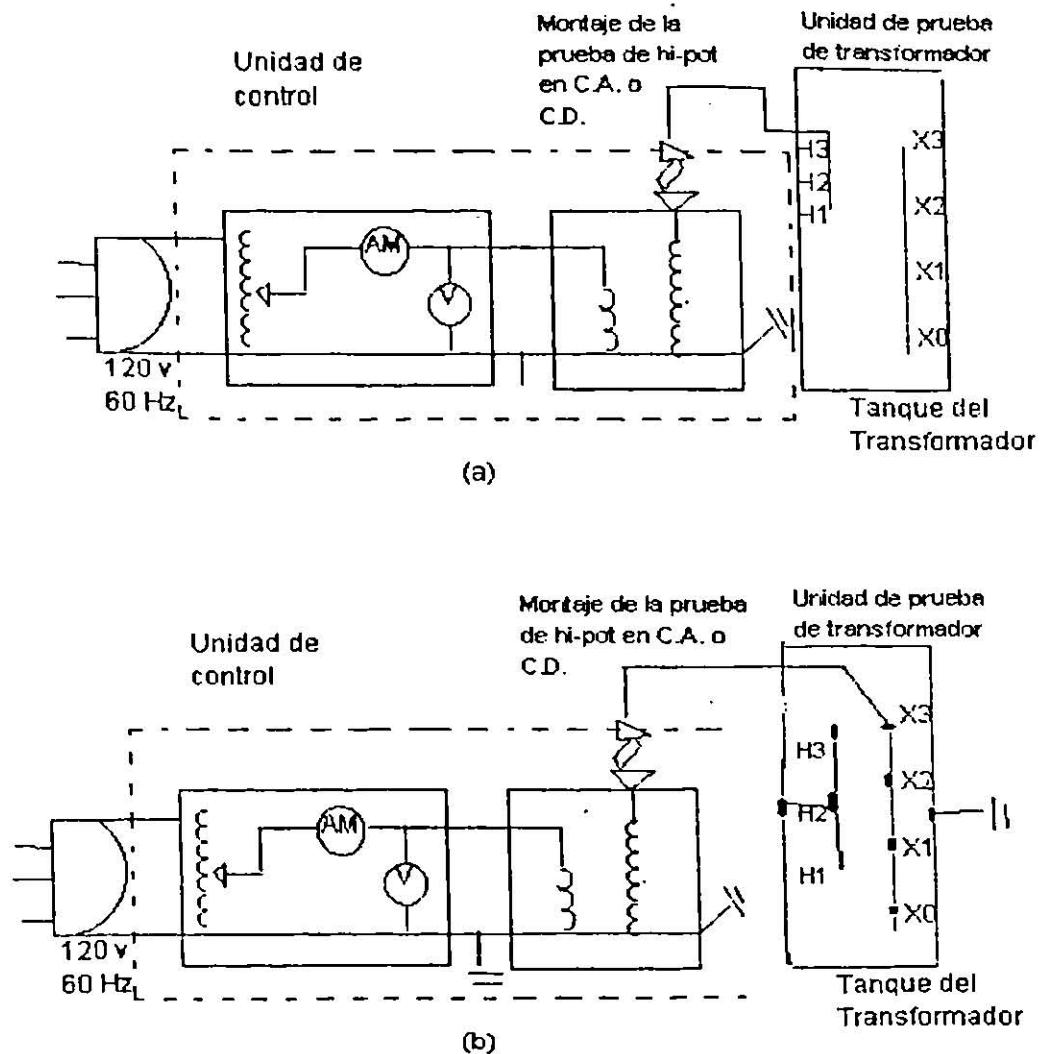 Unidad de
control
Montaje de la
prueba de hi-pot
en C.A. o
C.D.
Unidad de prueba
de transformador
H3
H2
H1
X3
X2
X1
X0
AM
V
120 v
60 Hz
Tanque del
Transformador
(a)
Unidad de
control
Montaje de la prueba
de hi-pot en C.A. o
C.D.
Unidad de prueba
de transformador
H3
H2
H1
X3
X2
X1
X0
AM
V
120 v
60 Hz
Tanque del
Transformador
(b)